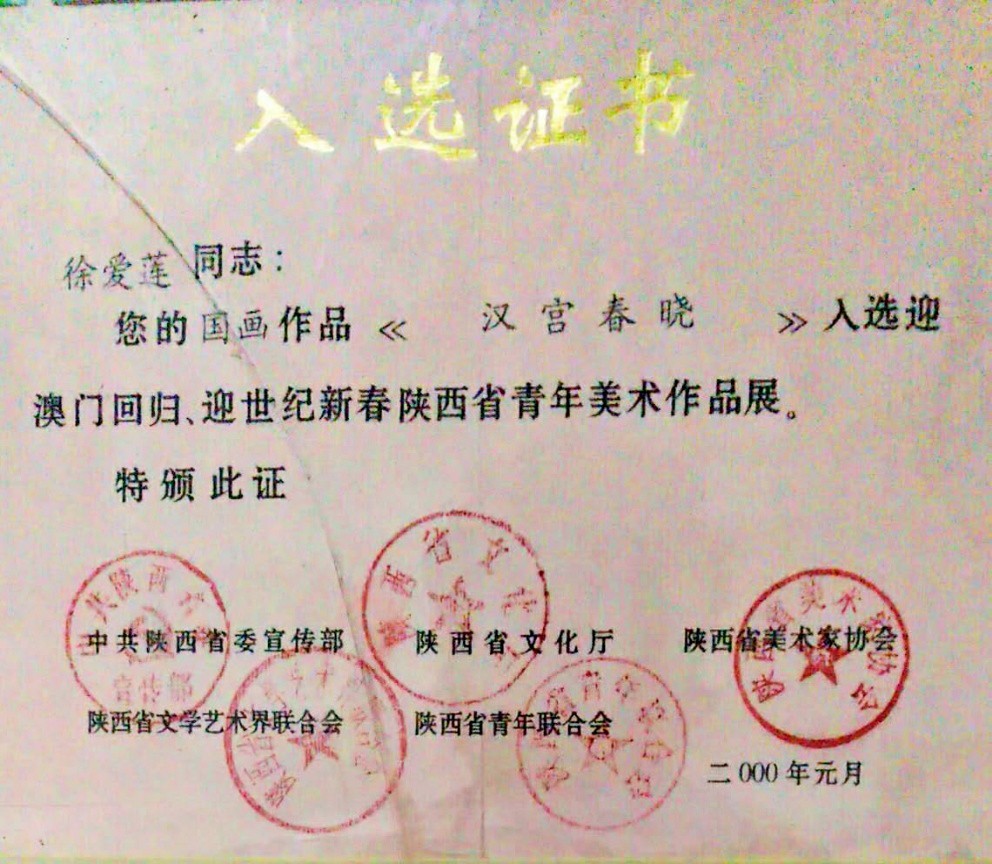 入选证书
徐爱莲 同志：
您的国画作品《 汉宫春晓 》入选迎
澳门回归、迎世纪新春陕西省青年美术作品展。
特颁此证
中共陕西省委宣传部 陕西省文化厅 陕西省美术家协会
陕西省文学艺术界联合会 陕西省青年联合会
二000年元月
宣传部